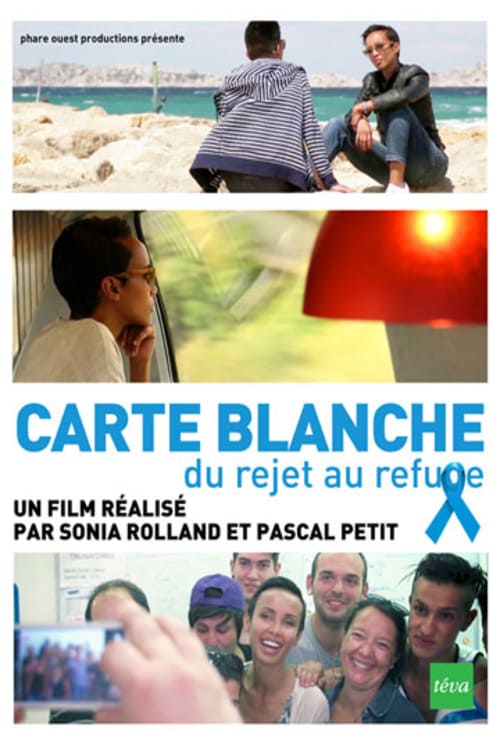 phare ouest productions présente
CARTE BLANCHE
du rejet au refuge
UN FILM RÉALISÉ
PAR SONIA ROLLAND ET PASCAL PETIT
téva